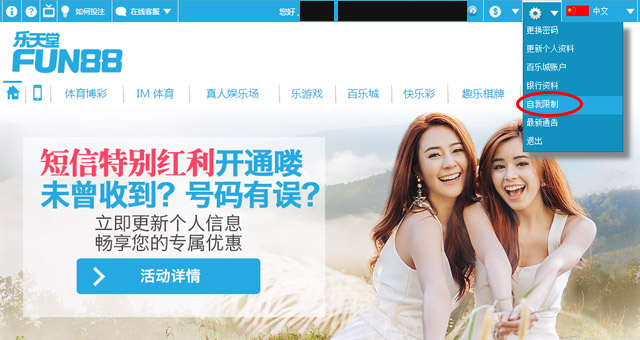 如何投注
在线客服
您好,
中文
更换密码
更新个人资料
百乐城账户
银行资料
自我限制
最新通告
退出
乐天堂
FUN88
体育博彩
IM 体育
真人娱乐场
乐游戏
百乐城
快乐彩
趣乐棋牌
短信特别红利开通喽
未曾收到？号码有误？
立即更新个人信息
畅享您的专属优惠
活动详情